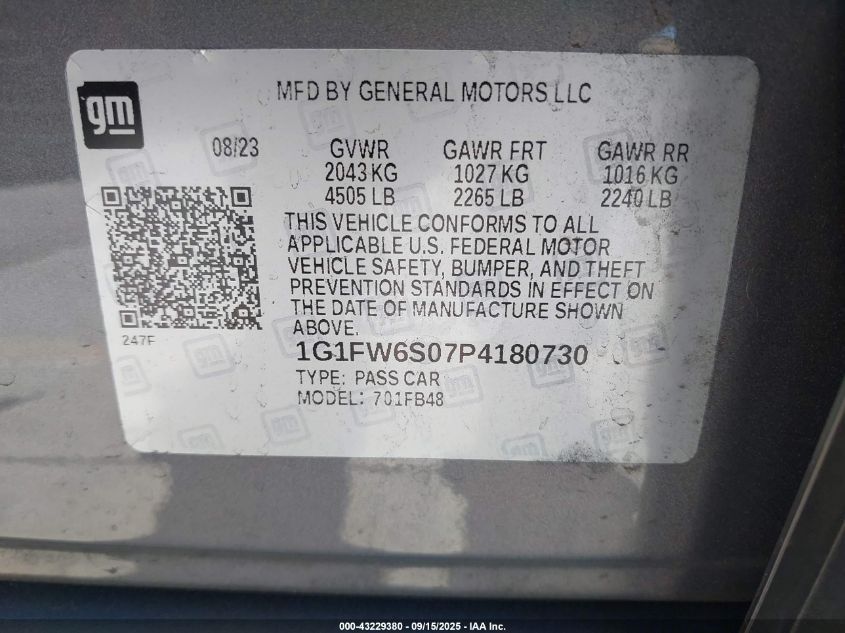 gm
MFD BY GENERAL MOTORS LLC
08/23 GVWR GAWR FRT GAWR RR
2043 KG 1027 KG 1016 KG
4505 LB 2265 LB 2240 LB
THIS VEHICLE CONFORMS TO ALL
APPLICABLE U.S. FEDERAL MOTOR
VEHICLE SAFETY, BUMPER, AND THEFT
PREVENTION STANDARDS IN EFFECT ON
THE DATE OF MANUFACTURE SHOWN
ABOVE.
247F
1G1FW6S07P4180730
TYPE: PASS CAR
MODEL: 701FB48
000-43229380 - 09/15/2025 - IAA Inc.